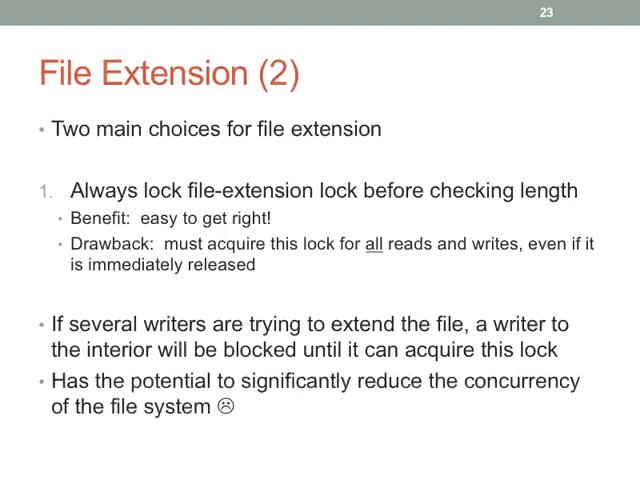 23
File Extension (2)
• Two main choices for file extension
1. Always lock file-extension lock before checking length
• Benefit: easy to get right!
• Drawback: must acquire this lock for all reads and writes, even if it
is immediately released
• If several writers are trying to extend the file, a writer to
the interior will be blocked until it can acquire this lock
• Has the potential to significantly reduce the concurrency
of the file system ☹